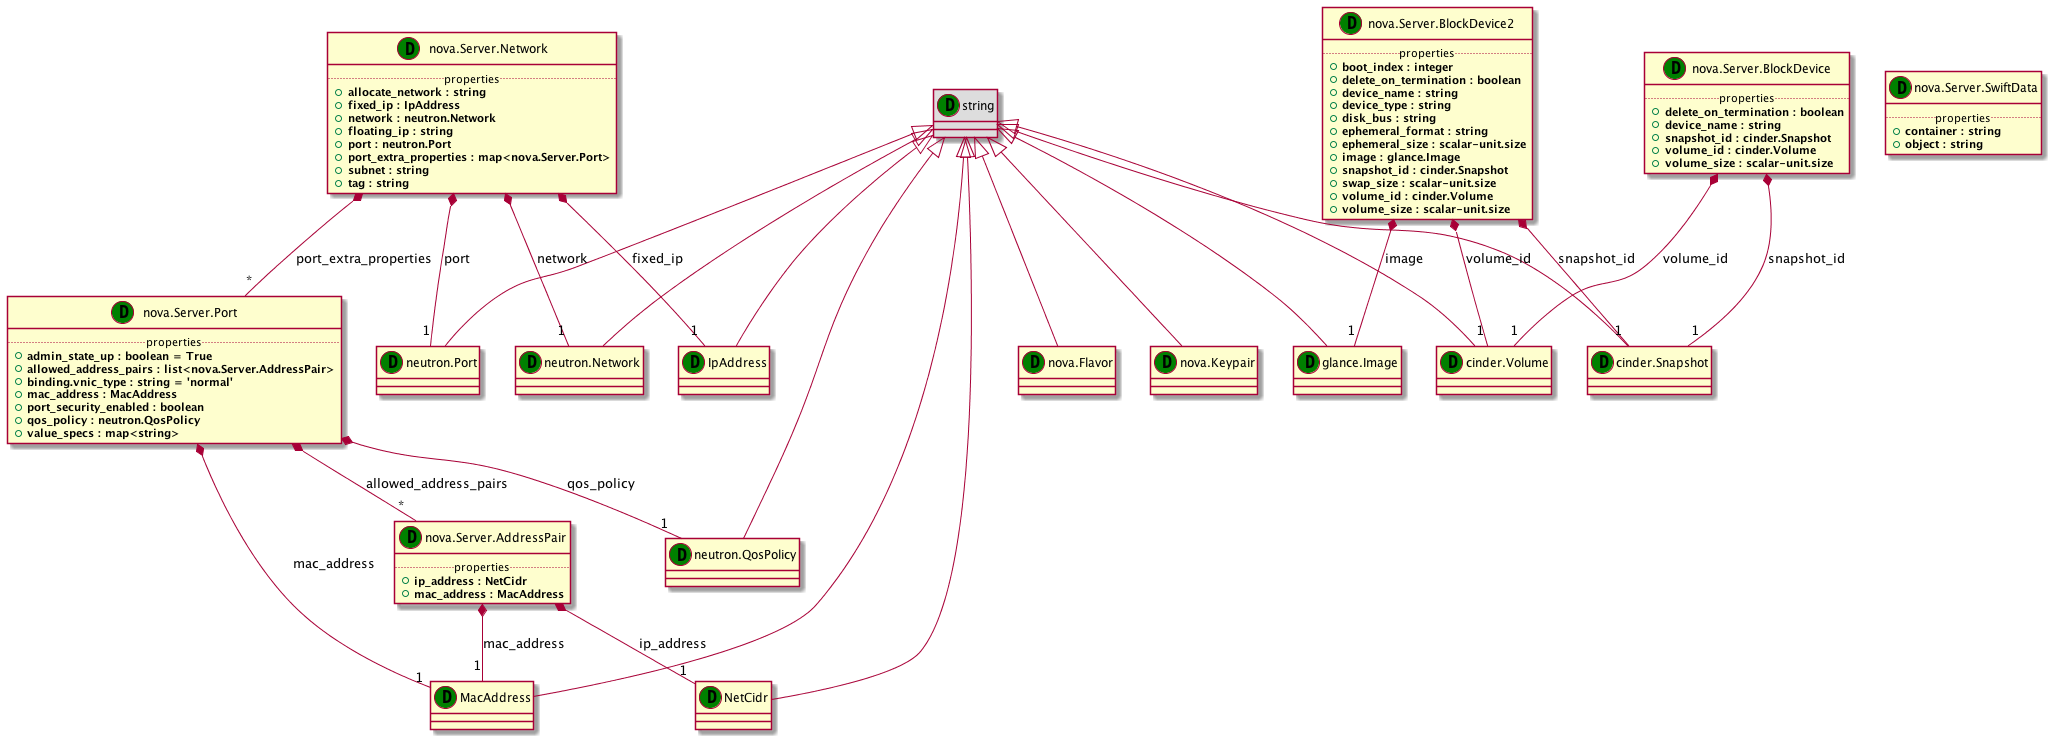 D nova.Server.Network
properties
allocate_network : string
fixed_ip : IpAddress
network : neutron.Network
floating_ip : string
port : neutron.Port
port_extra_properties : map<nova.Server.Port>
subnet : string
tag : string
D string
D nova.Server.BlockDevice2
properties
boot_index : integer
delete_on_termination : boolean
device_name : string
device_type : string
disk_bus : string
ephemeral_format : string
ephemeral_size : scalar-unit.size
image : glance.Image
snapshot_id : cinder.Snapshot
swap_size : scalar-unit.size
volume_id : cinder.Volume
volume_size : scalar-unit.size
D nova.Server.BlockDevice
properties
delete_on_termination : boolean
device_name : string
snapshot_id : cinder.Snapshot
volume_id : cinder.Volume
volume_size : scalar-unit.size
D nova.Server.SwiftData
properties
container : string
object : string
port_extra_properties
port
network
fixed_ip
image
volume_id
snapshot_id
volume_id
snapshot_id
*
1
1
1
1
1
1
1
1
D nova.Server.Port
properties
admin_state_up : boolean = True
allowed_address_pairs : list<nova.Server.AddressPair>
binding.vnic_type : string = 'normal'
mac_address : MacAddress
port_security_enabled : boolean
qos_policy : neutron.QosPolicy
value_specs : map<string>
D neutron.Port
D neutron.Network
D IpAddress
D nova.Flavor
D nova.Keypair
D glance.Image
D cinder.Volume
D cinder.Snapshot
allowed_address_pairs
qos_policy
*
1
mac_address
D nova.Server.AddressPair
properties
ip_address : NetCidr
mac_address : MacAddress
D neutron.QosPolicy
mac_address
ip_address
1
1
1
D MacAddress
D NetCidr